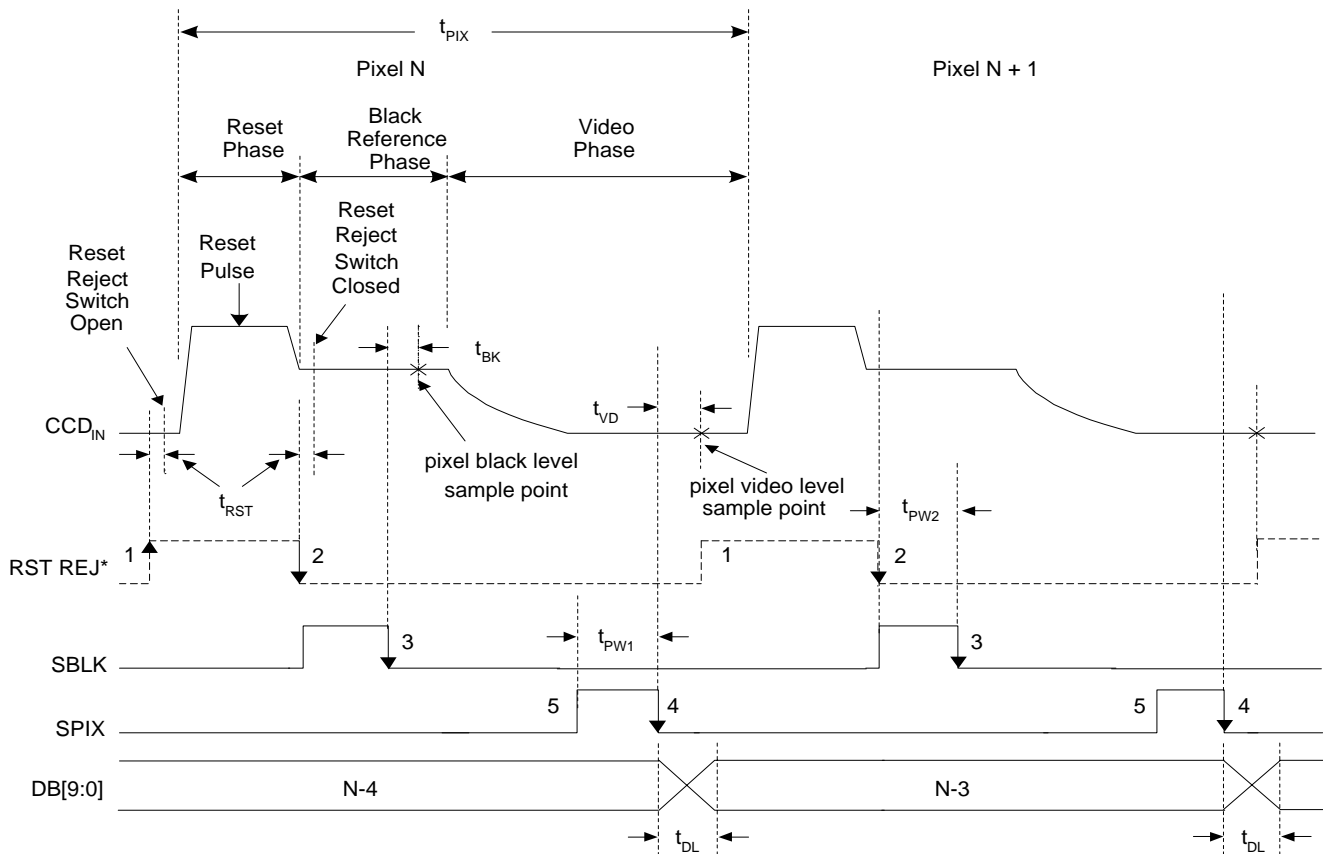 tPIX
Pixel N
Pixel N + 1
Reset
Phase
Black
Reference
Phase
Video
Phase
Reset
Reject
Switch
Open
Reset
Pulse
Reset
Reject
Switch
Closed
tBK
tVD
CCDIN
pixel black level
sample point
pixel video level
sample point
tRST
tPW2
RST REJ*
1
2
1
2
SBLK
3
tPW1
3
SPIX
5
4
5
4
DB[9:0]
N-4
N-3
tDL
tDL